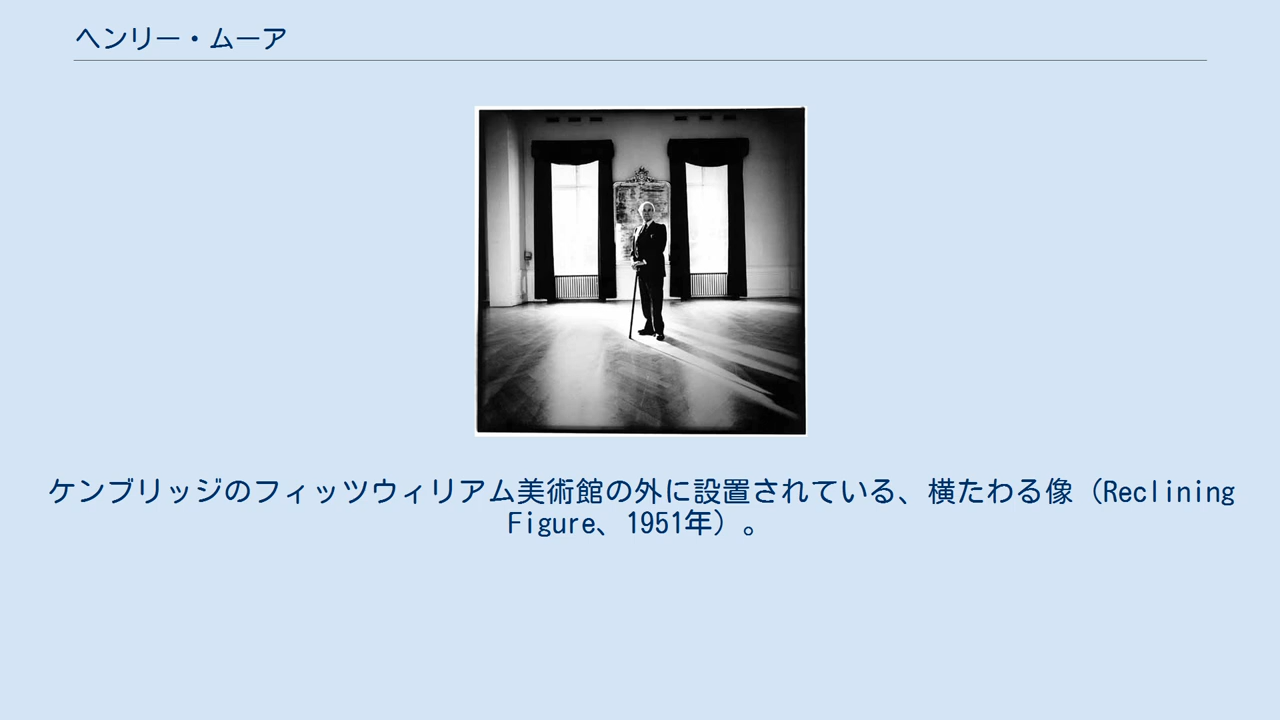 ヘンリー・ムーア
ケンブリッジのフィッツウィリアム美術館の外に設置されている、横たわる像（Reclining
Figure、1951年）。